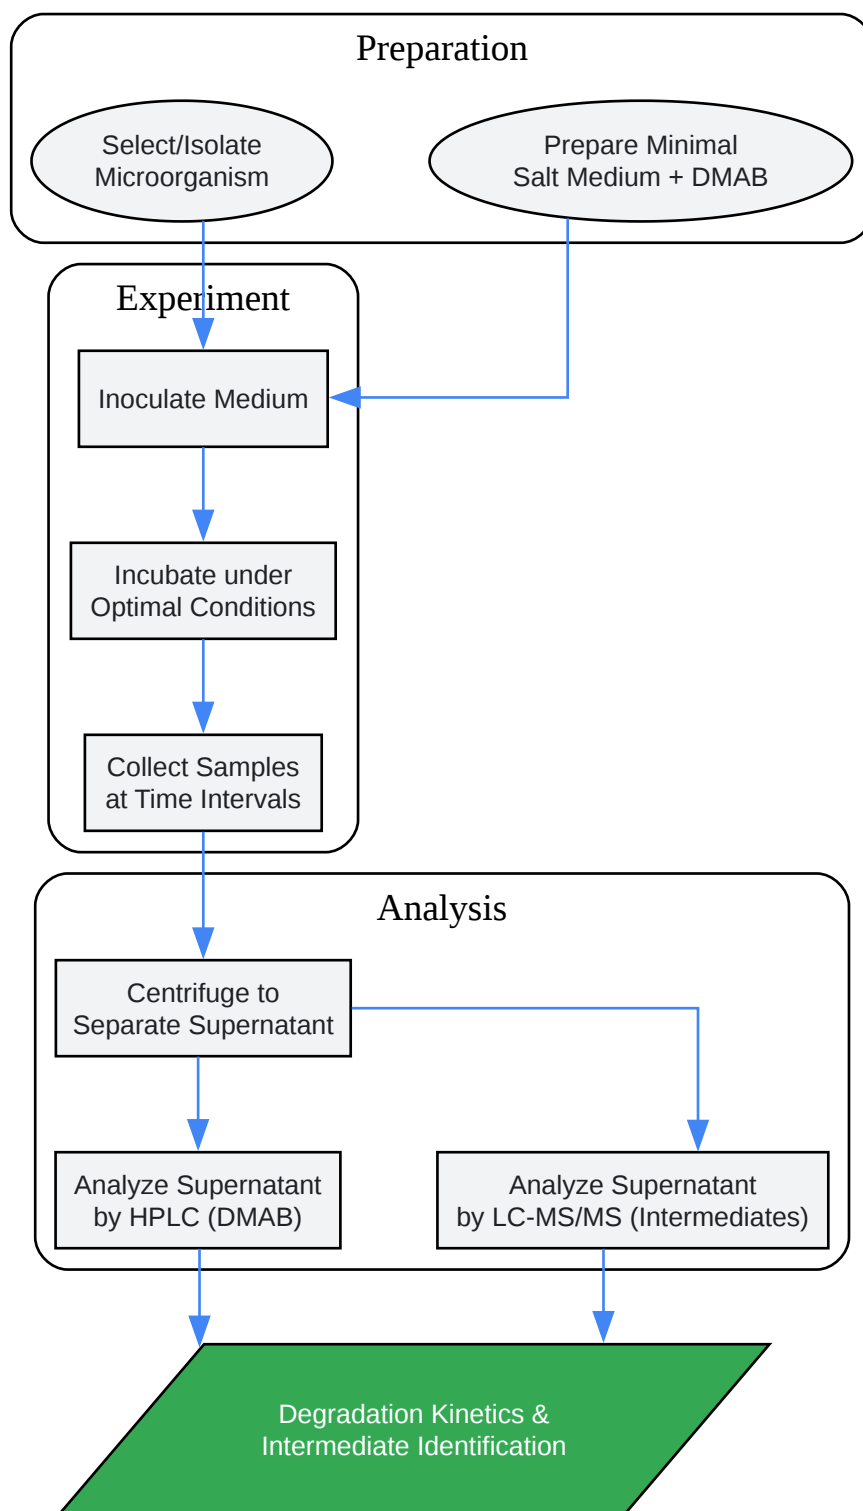 Preparation
Select/Isolate
Microorganism
Prepare Minimal
Salt Medium + DMAB
Experiment
Inoculate Medium
Incubate under
Optimal Conditions
Collect Samples
at Time Intervals
Analysis
Centrifuge to
Separate Supernatant
Analyze Supernatant
by HPLC (DMAB)
Analyze Supernatant
by LC-MS/MS (Intermediates)
Degradation Kinetics &
Intermediate Identification